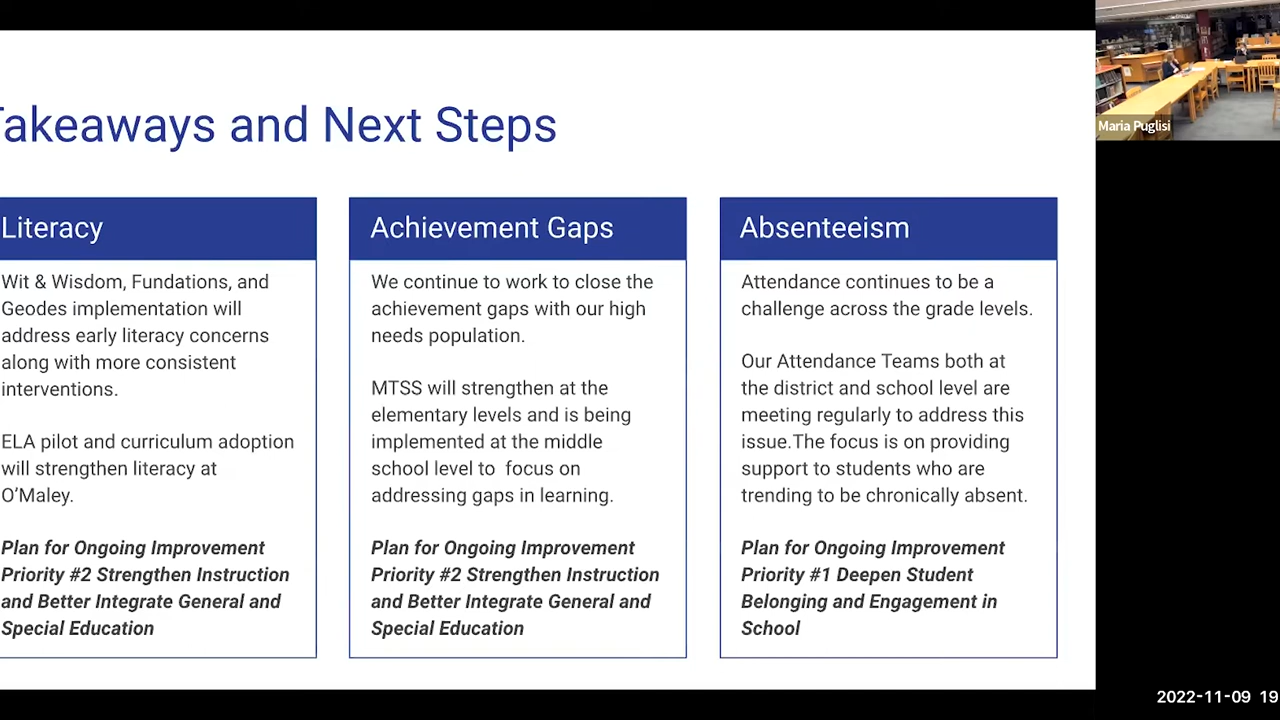 Takeaways and Next Steps
Literacy
Wit & Wisdom, Fundations, and
Geodes implementation will
address early literacy concerns
along with more consistent
interventions.
ELA pilot and curriculum adoption
will strengthen literacy at
O’Maley.
Plan for Ongoing Improvement
Priority #2 Strengthen Instruction
and Better Integrate General and
Special Education
Achievement Gaps
We continue to work to close the
achievement gaps with our high
needs population.
MTSS will strengthen at the
elementary levels and is being
implemented at the middle
school level to focus on
addressing gaps in learning.
Plan for Ongoing Improvement
Priority #2 Strengthen Instruction
and Better Integrate General and
Special Education
Absenteeism
Attendance continues to be a
challenge across the grade levels.
Our Attendance Teams both at
the district and school level are
meeting regularly to address this
issue.The focus is on providing
support to students who are
trending to be chronically absent.
Plan for Ongoing Improvement
Priority #1 Deepen Student
Belonging and Engagement in
School
Maria Puglisi
2022-11-09 19